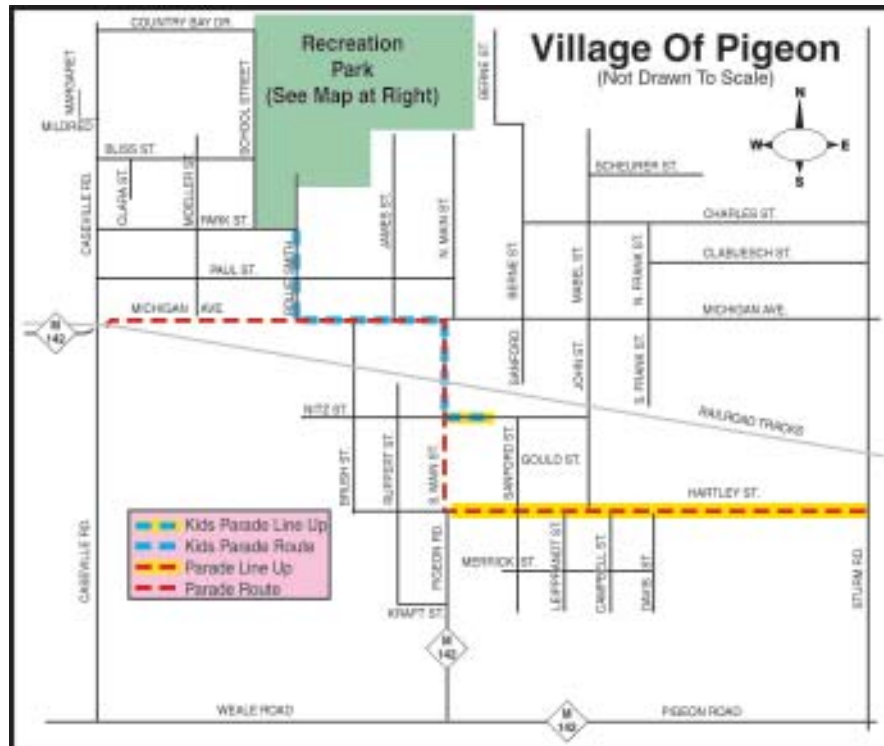 COUNTRY BAY DR.
Recreation
Park
(See Map at Right)
Village Of Pigeon
(Not Drawn To Scale)
BERNE ST.
N
W
E
S
MARGARET
MILDRED
SCHOOL STREET
BLISS ST.
CLARA ST.
MOELLER ST.
SCHEURER ST.
CASEVILLE RD.
PARK ST.
JAMES ST.
N. MAIN ST.
CHARLES ST.
BERNE ST.
MABEL ST.
N. FRANK ST.
CLABUESCH ST.
PAUL ST.
MICHIGAN AVE.
MICHIGAN AVE.
M
142
SANFORD
JOHN ST.
S. FRANK ST.
RAILROAD TRACKS
NITZ ST.
BRUSH ST.
RUPPERT ST.
S. MAIN ST.
SANFORD ST.
GOULD ST.
HARTLEY ST.
CASEVILLE RD.
Kids Parade Line Up
Kids Parade Route
Parade Line Up
Parade Route
PIGEON RD.
MERRICK ST.
LEIPPRANDT ST.
CAMPBELL ST.
DAVIS ST.
STURM RD.
KRAFT ST.
M
142
WEALE ROAD
M
142
PIGEON ROAD